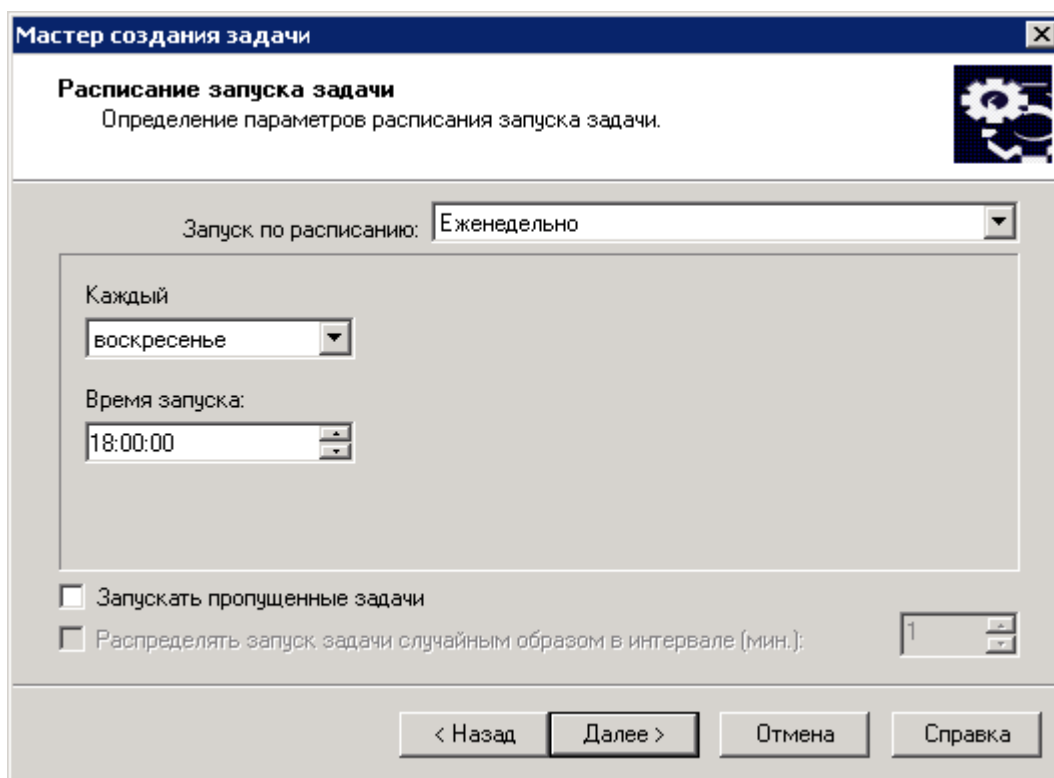 Мастер создания задачи
Расписание запуска задачи
Определение параметров расписания запуска задачи.
Запуск по расписанию: Еженедельно
Каждый
воскресенье
Время запуска:
18:00:00
Запускать пропущенные задачи
Распределять запуск задачи случайным образом в интервале (мин.): 1
< Назад Далее > Отмена Справка